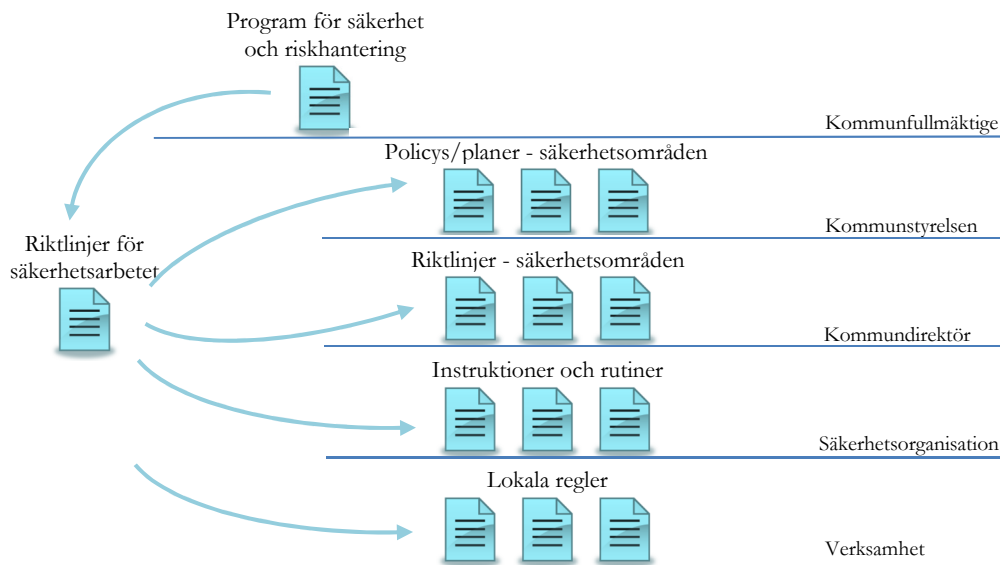 Program för säkerhet
och riskhantering
Kommunfullmäktige
Policys/planer - säkerhetsområden
Kommunstyrelsen
Riktlinjer för
säkerhetsarbetet
Riktlinjer - säkerhetsområden
Kommundirektör
Instruktioner och rutiner
Säkerhetsorganisation
Lokala regler
Verksamhet